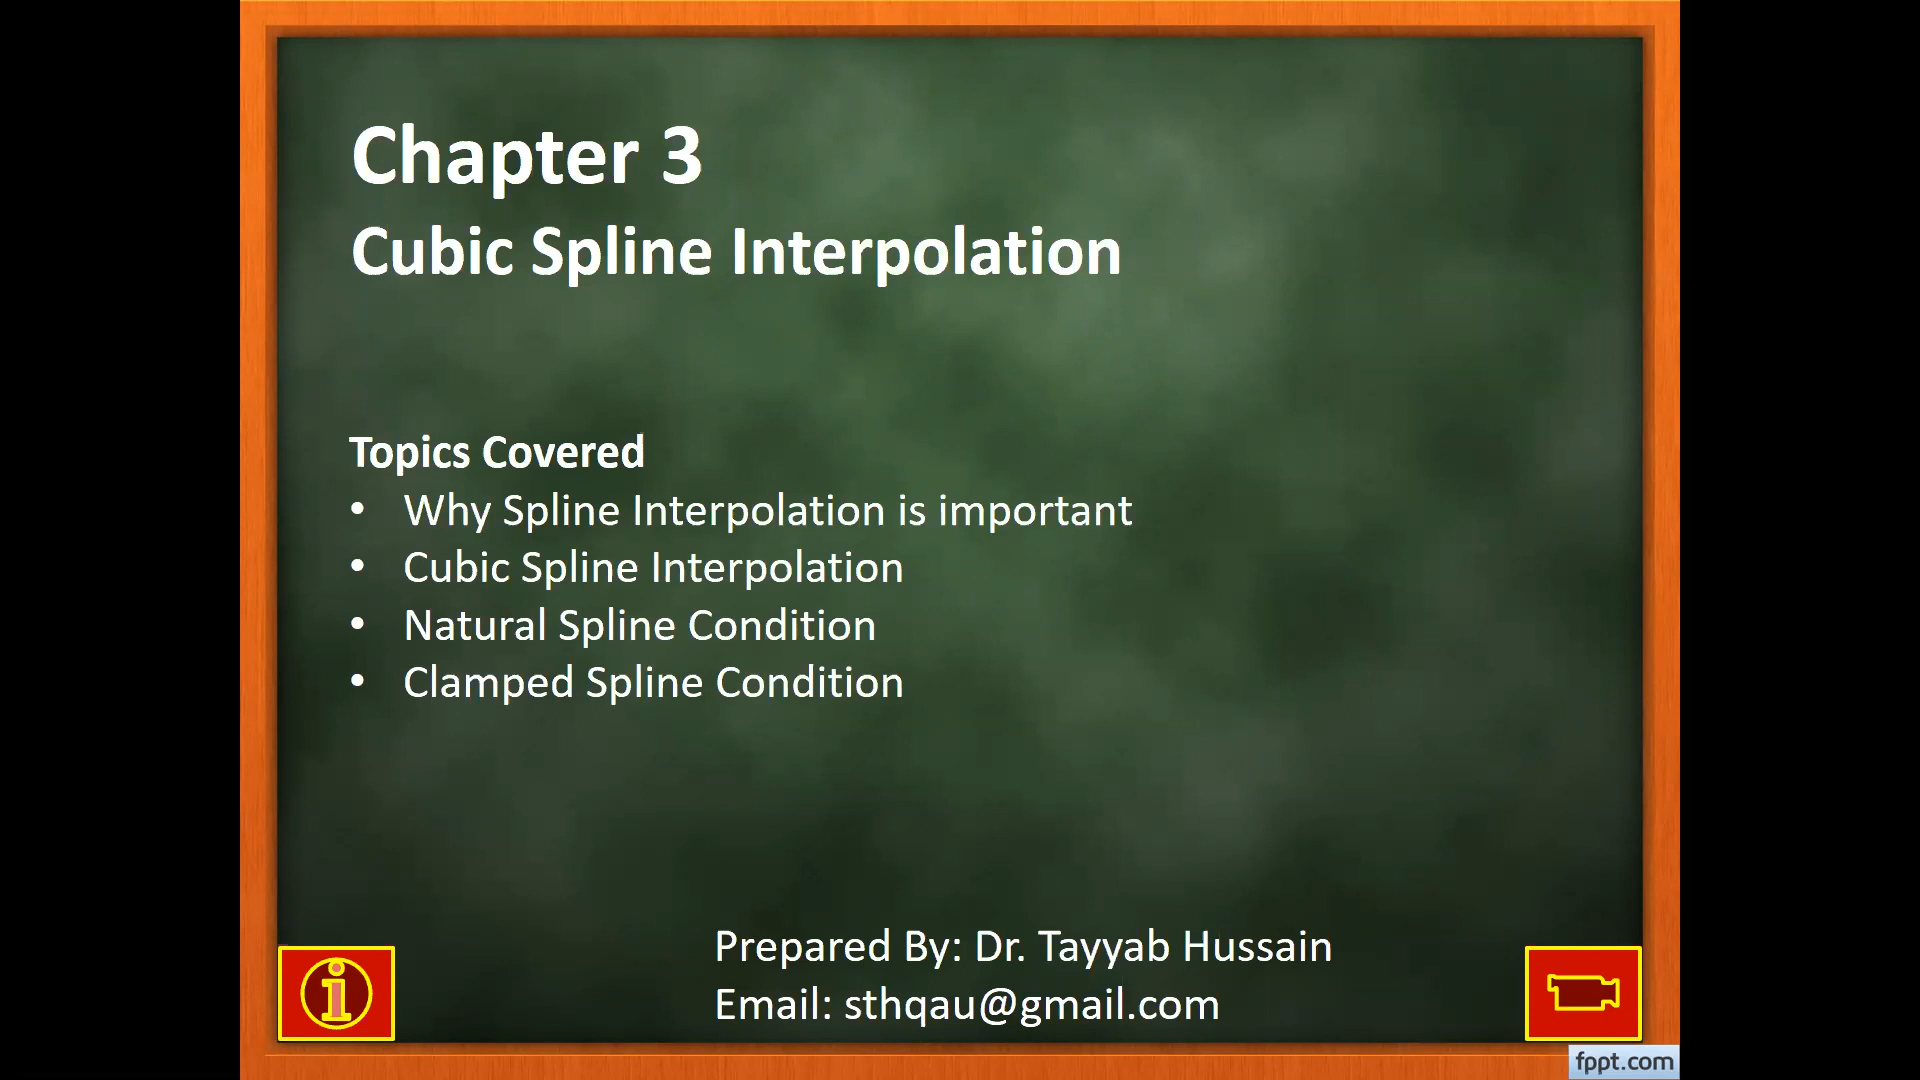 Chapter 3
Cubic Spline Interpolation
Topics Covered
• Why Spline Interpolation is important
• Cubic Spline Interpolation
• Natural Spline Condition
• Clamped Spline Condition
Prepared By: Dr. Tayyab Hussain
Email: sthqau@gmail.com
fppt.com